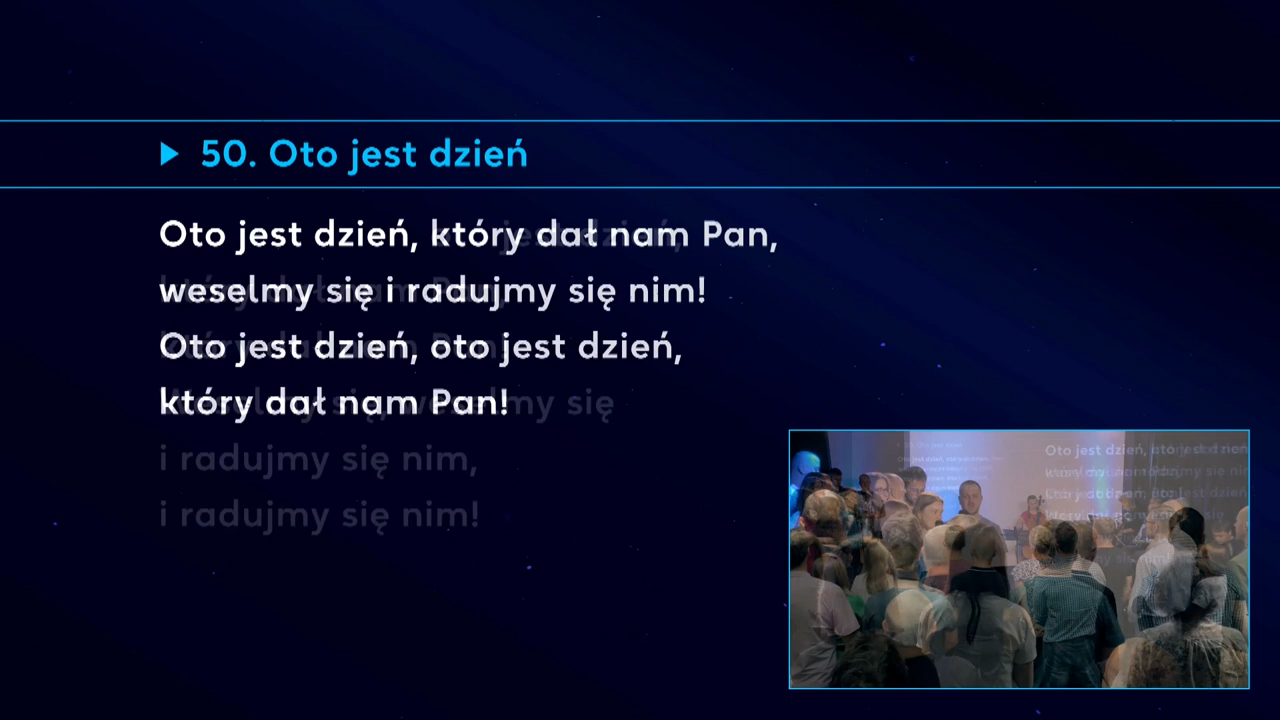 50. Oto jest dzień
Oto jest dzień, który dał nam Pan,
weselmy się i radujmy się nim!
Oto jest dzień, oto jest dzień,
który dał nam Pan!
i radujmy się nim,
i radujmy się nim!